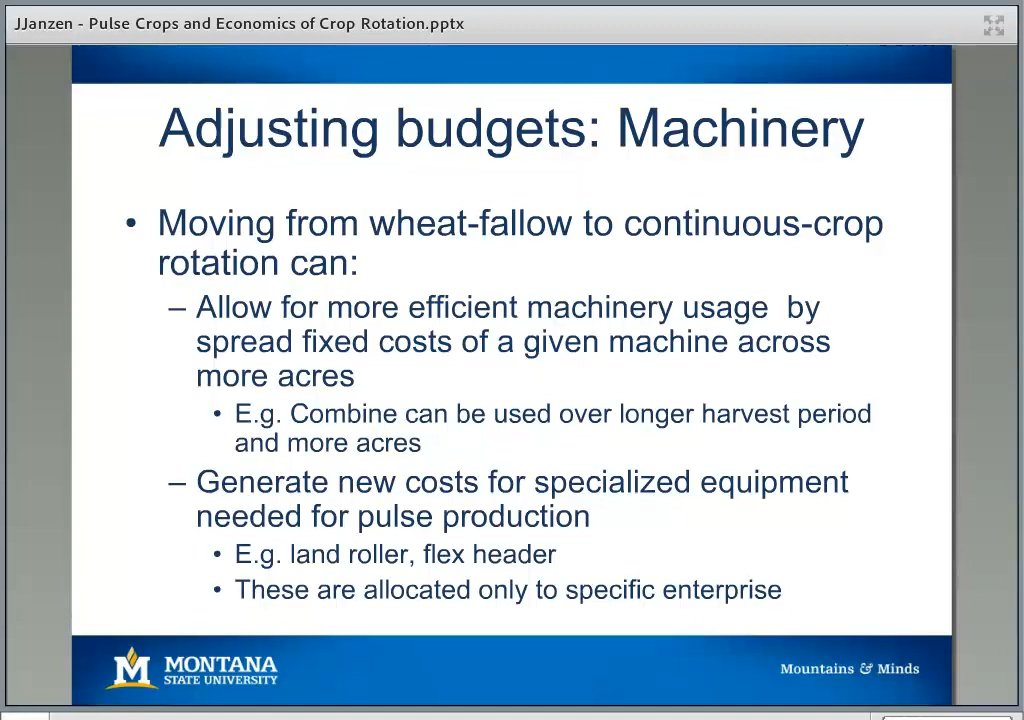 JJanzen - Pulse Crops and Economics of Crop Rotation.pptx
Adjusting budgets: Machinery
• Moving from wheat-fallow to continuous-crop
rotation can:
– Allow for more efficient machinery usage  by
spread fixed costs of a given machine across
more acres
• E.g. Combine can be used over longer harvest period
and more acres
– Generate new costs for specialized equipment
needed for pulse production
• E.g. land roller, flex header
• These are allocated only to specific enterprise
M MONTANA
STATE UNIVERSITY
Mountains & Minds